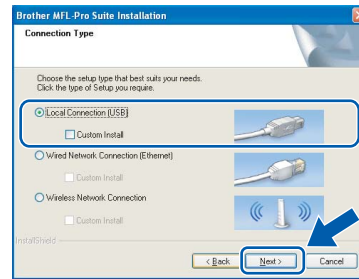 Brother MFL-Pro Suite Installation
Connection Type
Choose the setup type that best suits your needs.
Click the type of Setup you require.
Local Connection (USB)
Custom Install
Wired Network Connection (Ethernet)
Custom Install
Wireless Network Connection
Custom Install
InstallShield
< Back
Next >
Cancel